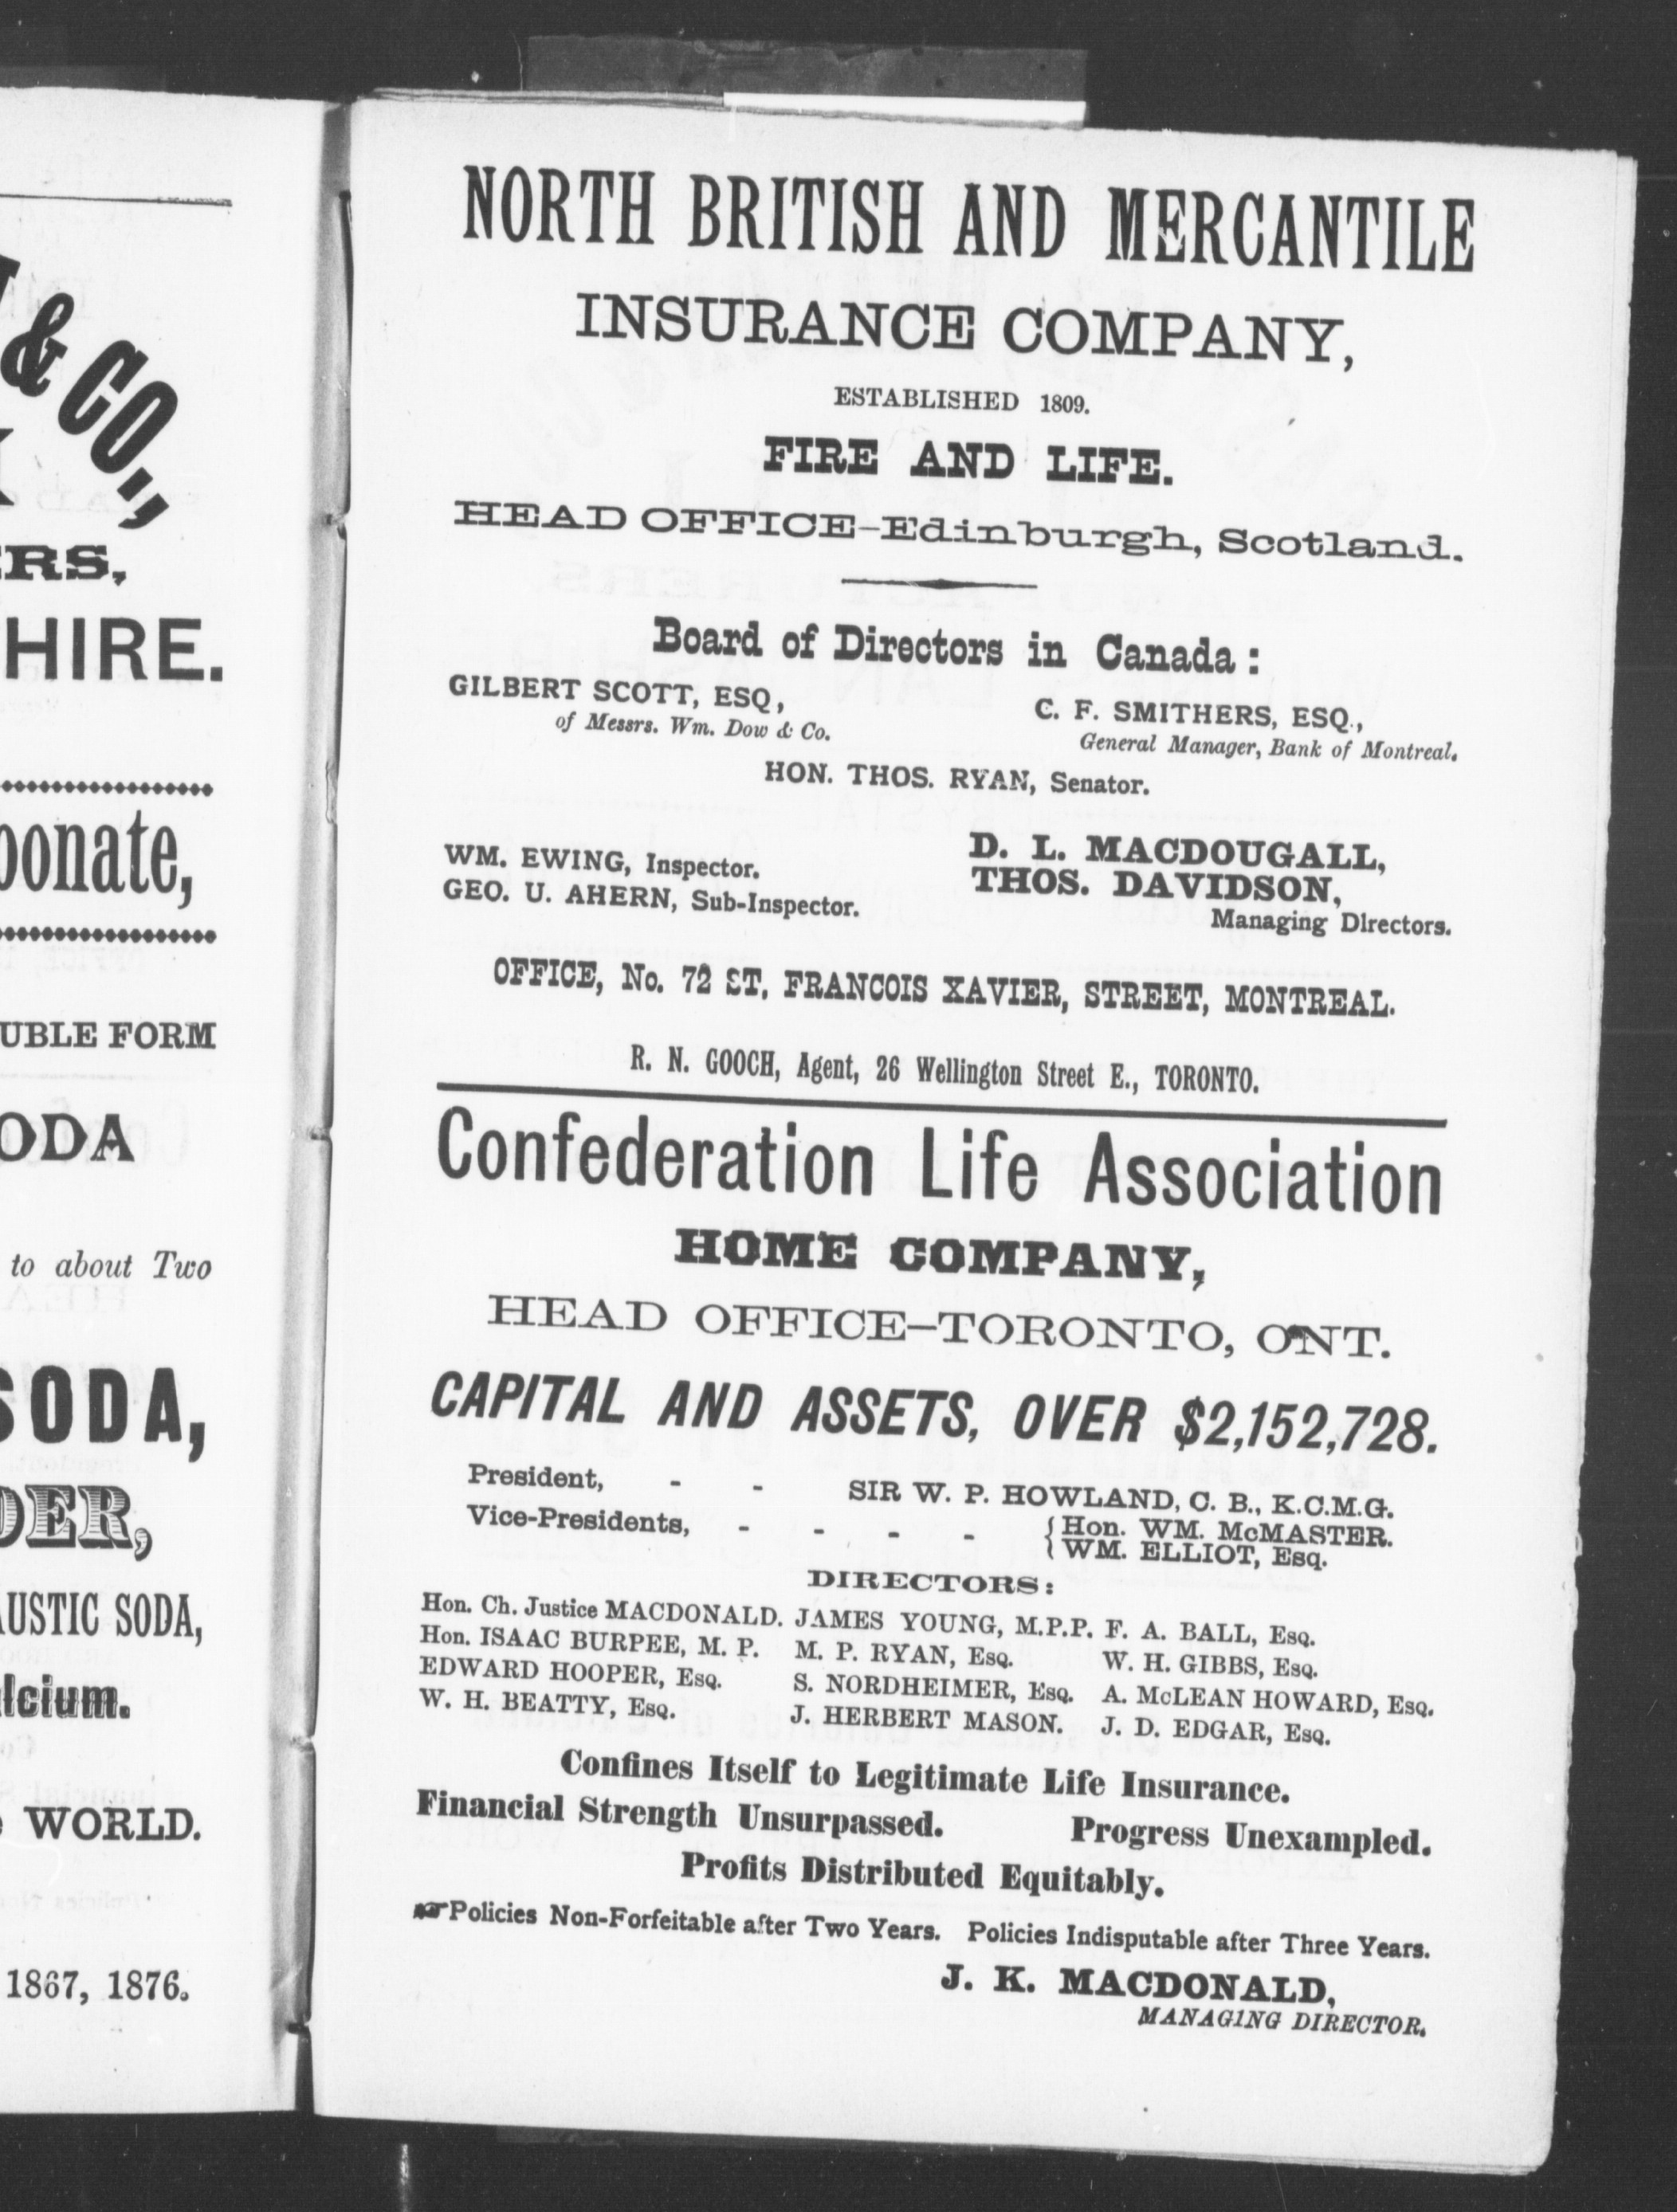 & CO.,
RS,
HIRE.
bonate,
UBLE FORM
ODA
to about Two
SODA,
DER,
AUSTIC SODA,
lcium.
WORLD.
1867, 1876.
NORTH BRITISH AND MERCANTILE
INSURANCE COMPANY,
ESTABLISHED 1809.
FIRE AND LIFE.
HEAD OFFICE-Edinburgh, Scotland.
Board of Directors in Canada:
GILBERT SCOTT, ESQ, C. F. SMITHERS, ESQ.,
of Messrs. Wm. Dow & Co. General Manager, Bank of Montreal.
HON. THOS. RYAN, Senator.
WM. EWING, Inspector. D. L. MACDOUGALL,
GEO. U. AHERN, Sub-Inspector. THOS. DAVIDSON,
Managing Directors.
OFFICE, No. 72 ST. FRANCOIS XAVIER, STREET, MONTREAL.
R. N. GOOCH, Agent, 26 Wellington Street E., TORONTO.
Confederation Life Association
HOME COMPANY,
HEAD OFFICE-TORONTO, ONT.
CAPITAL AND ASSETS, OVER $2,152,728.
President, - - SIR W. P. HOWLAND, C. B., K.C.M.G.
Vice-Presidents, - - - - { Hon. WM. McMASTER.
{ WM. ELLIOT, Esq.
DIRECTORS:
Hon. Ch. Justice MACDONALD. JAMES YOUNG, M.P.P. F. A. BALL, Esq.
Hon. ISAAC BURPEE, M. P. M. P. RYAN, Esq. W. H. GIBBS, Esq.
EDWARD HOOPER, Esq. S. NORDHEIMER, Esq. A. McLEAN HOWARD, Esq.
W. H. BEATTY, Esq. J. HERBERT MASON. J. D. EDGAR, Esq.
Confines Itself to Legitimate Life Insurance.
Financial Strength Unsurpassed. Progress Unexampled.
Profits Distributed Equitably.
☞Policies Non-Forfeitable after Two Years. Policies Indisputable after Three Years.
J. K. MACDONALD,
MANAGING DIRECTOR.